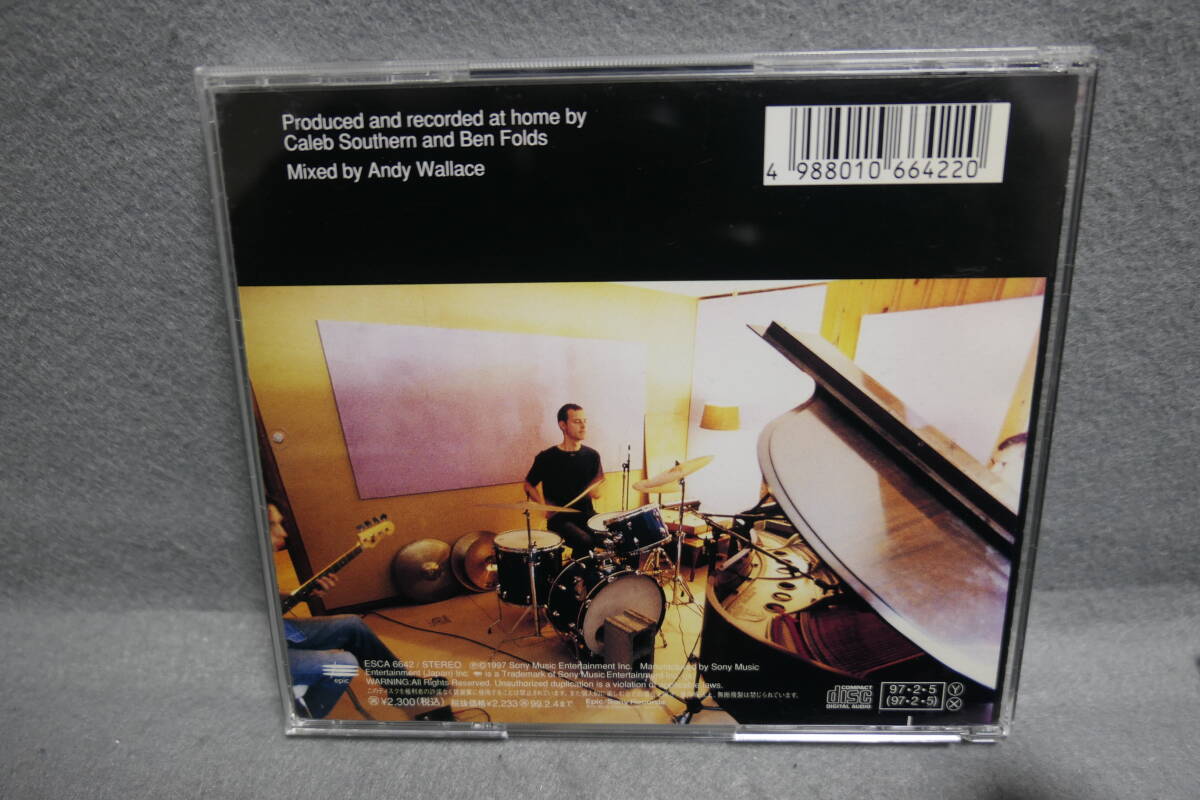 Produced and recorded at home by
Caleb Southern and Ben Folds
Mixed by Andy Wallace
4 988010 664220
ESCA 6642 / STEREO ℗©1997 Sony Music Entertainment Inc. Manufactured by Sony Music
Entertainment (Japan) Inc. is a Trademark of Sony Music Entertainment Inc.
WARNING: All Rights Reserved. Unauthorized duplication is a violation of applicable laws.
¥2,300(税込) 税抜価格¥2,233 99.2.4まで
Epic/Sony Records
epic
COMPACT
disc
DIGITAL AUDIO
97・2・5 Y
(97・2・5) X